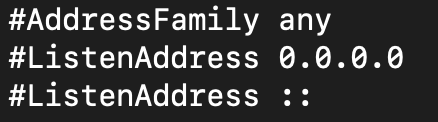 #AddressFamily any
#ListenAddress 0.0.0.0
#ListenAddress ::